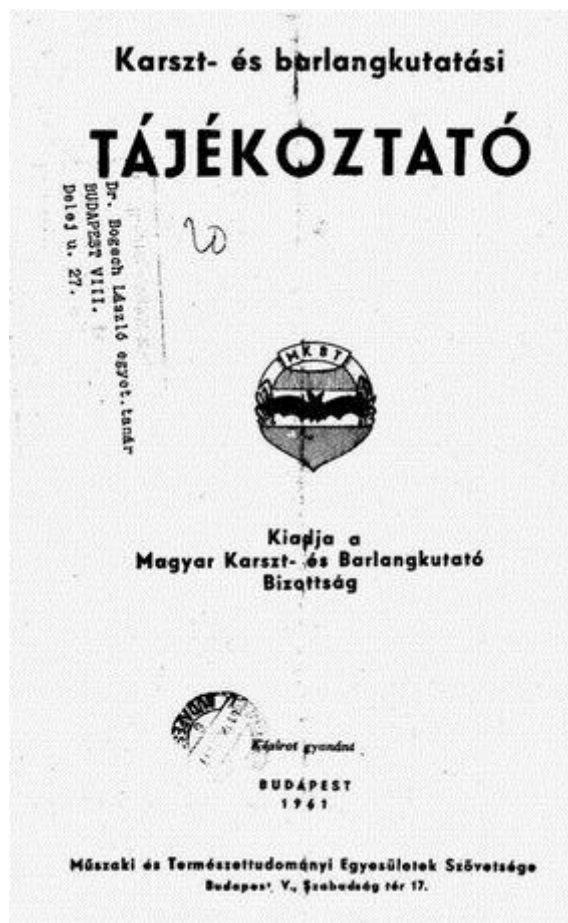 Karszt- és barlangkutatási
TÁJÉKOZTATÓ
Dr. Bogsch László egyet.tanár
BUDAPEST VIII.
Delej u. 27.
20
MKBT
Kiadja a
Magyar Karszt- és Barlangkutató
Bizottság
Kézirat gyanánt
BUDAPEST
1961
Műszaki és Természettudományi Egyesületek Szövetsége
Budapest V., Szabadság tér 17.